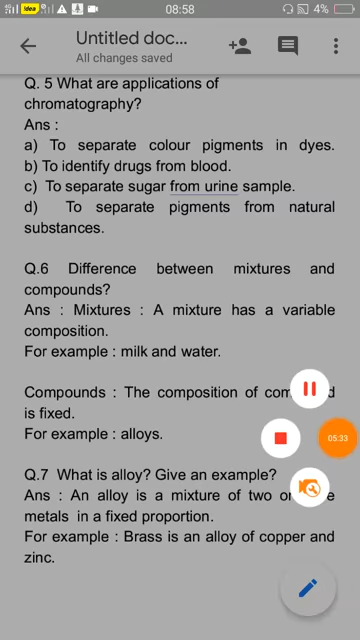 idea
08:58
4%
Untitled doc...
All changes saved
Q. 5 What are applications of
chromatography?
Ans :
a) To separate colour pigments in dyes.
b) To identify drugs from blood.
c) To separate sugar from urine sample.
d) To separate pigments from natural
substances.
Q.6 Difference between mixtures and
compounds?
Ans : Mixtures : A mixture has a variable
composition.
For example : milk and water.
Compounds : The composition of com d
is fixed.
For example : alloys.
05:33
Q.7 What is alloy? Give an example?
Ans : An alloy is a mixture of two or e
metals in a fixed proportion.
For example : Brass is an alloy of copper and
zinc.